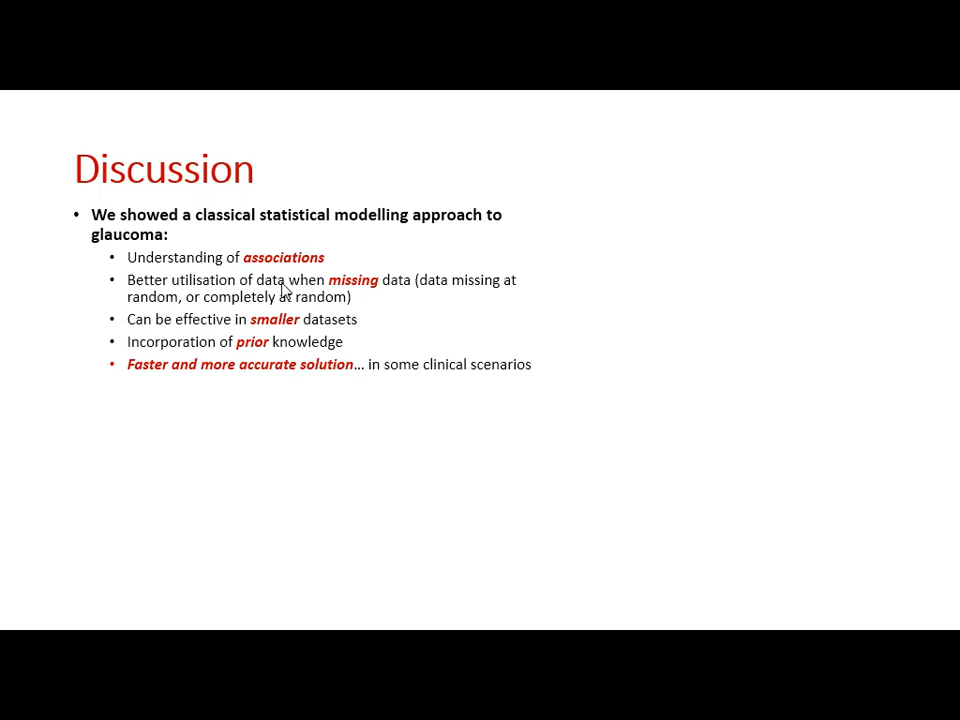 Discussion
• We showed a classical statistical modelling approach to
glaucoma:
• Understanding of associations
• Better utilisation of data when missing data (data missing at
random, or completely at random)
• Can be effective in smaller datasets
• Incorporation of prior knowledge
• Faster and more accurate solution... in some clinical scenarios